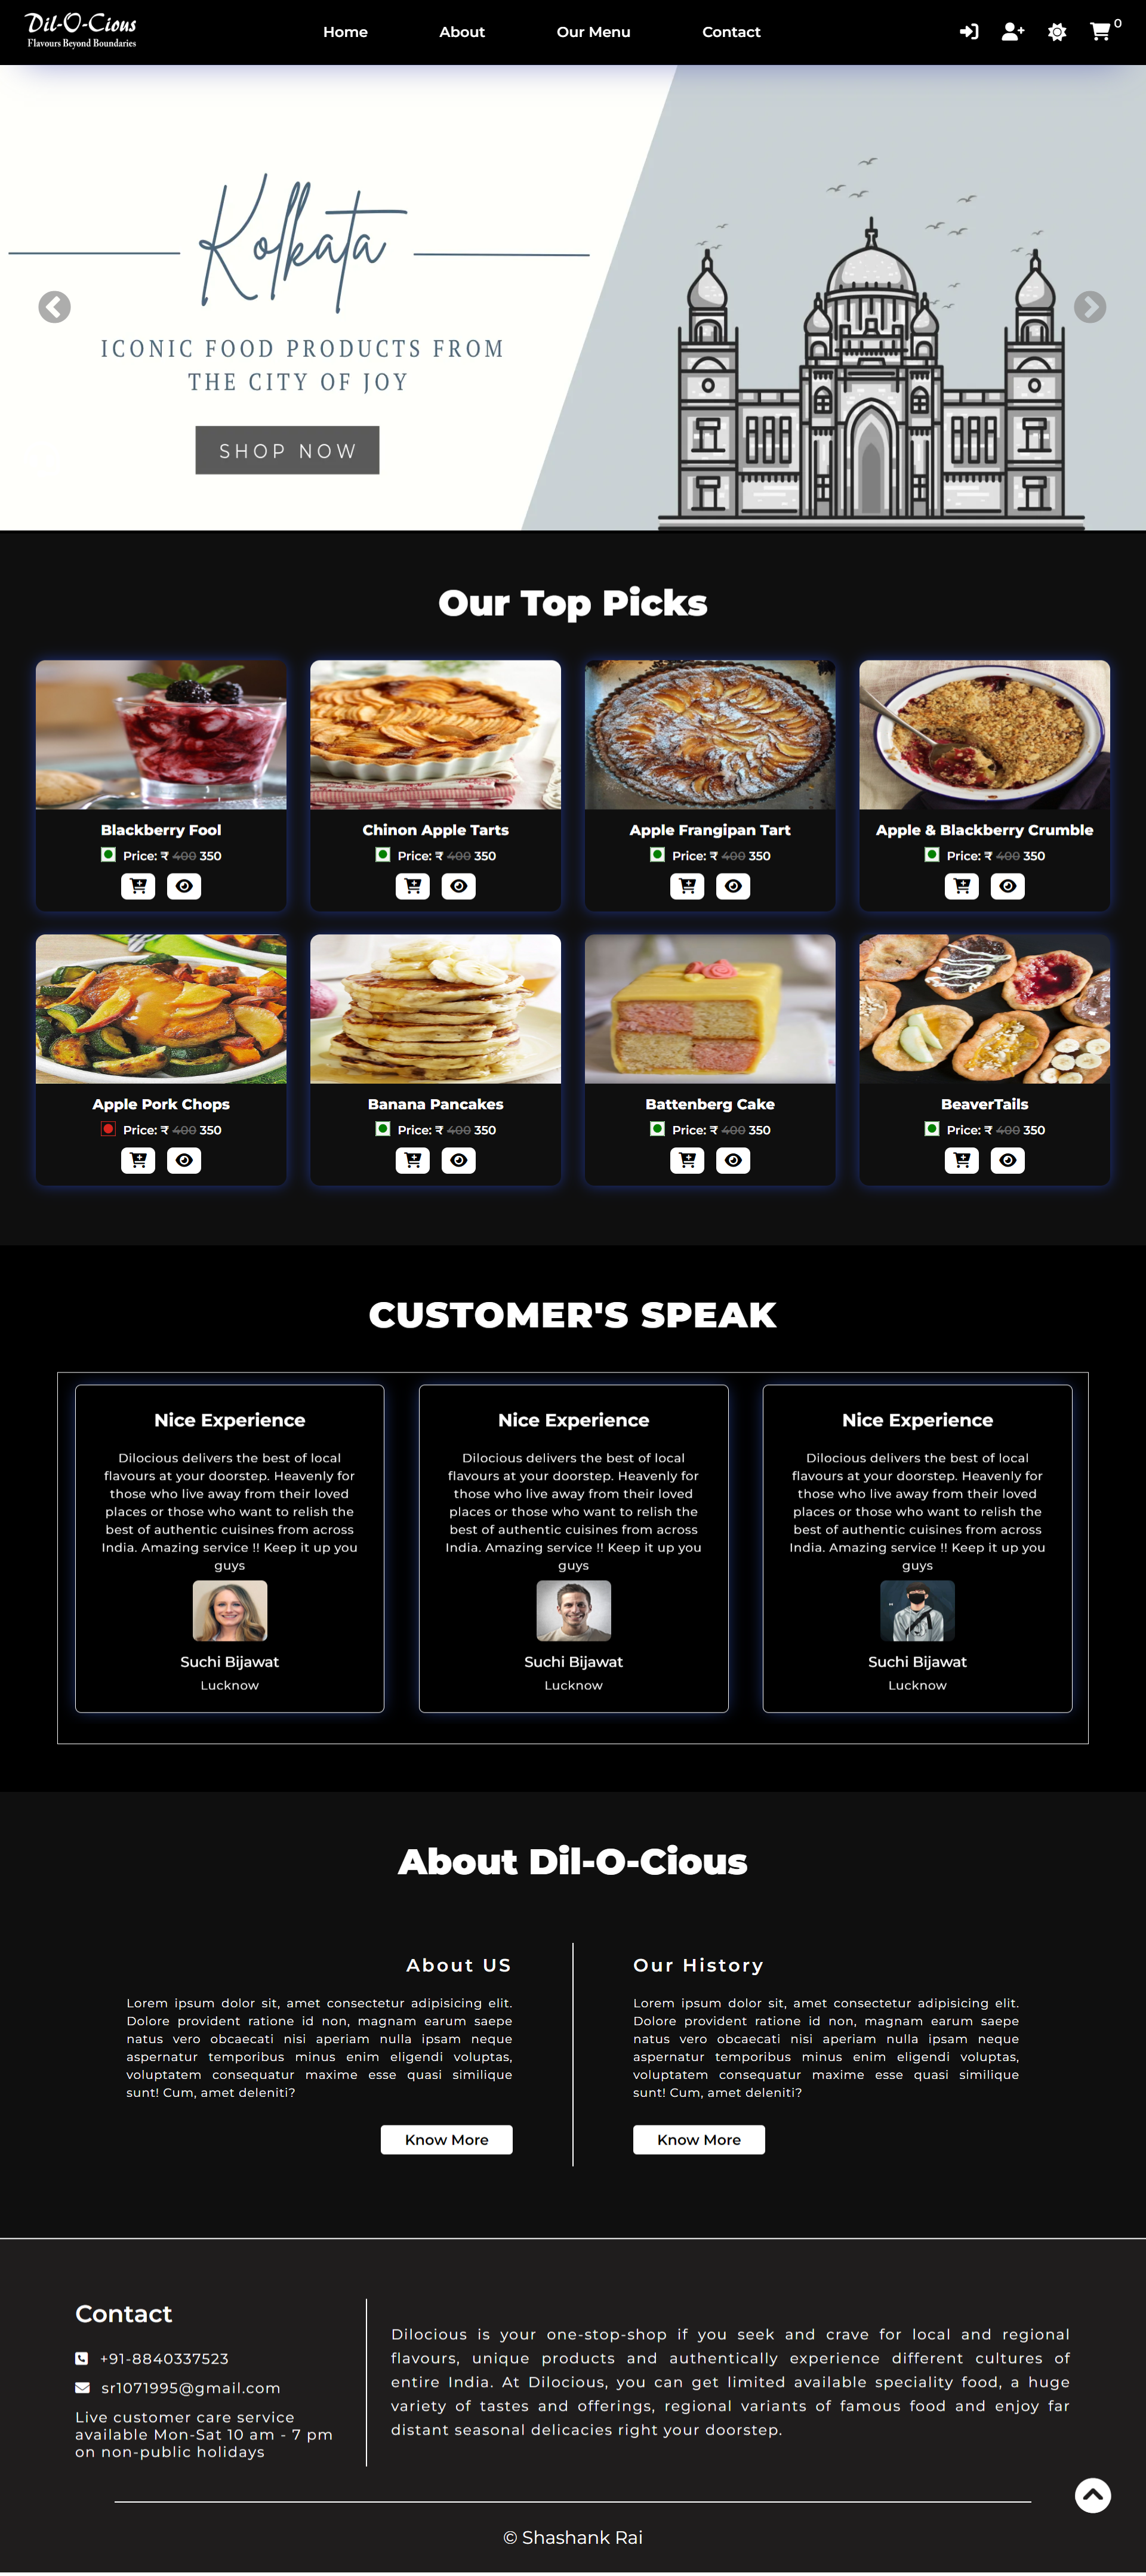 Dil-O-Cious
Flavours Beyond Boundaries
Home
About
Our Menu
Contact
0
Kolkata
ICONIC FOOD PRODUCTS FROM
THE CITY OF JOY
SHOP NOW
Our Top Picks
Blackberry Fool
Price: ₹ 400 350
Chinon Apple Tarts
Price: ₹ 400 350
Apple Frangipan Tart
Price: ₹ 400 350
Apple & Blackberry Crumble
Price: ₹ 400 350
Apple Pork Chops
Price: ₹ 400 350
Banana Pancakes
Price: ₹ 400 350
Battenberg Cake
Price: ₹ 400 350
BeaverTails
Price: ₹ 400 350
CUSTOMER'S SPEAK
Nice Experience
Dilocious delivers the best of local
flavours at your doorstep. Heavenly for
those who live away from their loved
places or those who want to relish the
best of authentic cuisines from across
India. Amazing service !! Keep it up you
guys
Suchi Bijawat
Lucknow
Nice Experience
Dilocious delivers the best of local
flavours at your doorstep. Heavenly for
those who live away from their loved
places or those who want to relish the
best of authentic cuisines from across
India. Amazing service !! Keep it up you
guys
Suchi Bijawat
Lucknow
Nice Experience
Dilocious delivers the best of local
flavours at your doorstep. Heavenly for
those who live away from their loved
places or those who want to relish the
best of authentic cuisines from across
India. Amazing service !! Keep it up you
guys
Suchi Bijawat
Lucknow
About Dil-O-Cious
About US
Lorem ipsum dolor sit, amet consectetur adipisicing elit.
Dolore provident ratione id non, magnam earum saepe
natus vero obcaecati nisi aperiam nulla ipsam neque
aspernatur temporibus minus enim eligendi voluptas,
voluptatem consequatur maxime esse quasi similique
sunt! Cum, amet deleniti?
Know More
Our History
Lorem ipsum dolor sit, amet consectetur adipisicing elit.
Dolore provident ratione id non, magnam earum saepe
natus vero obcaecati nisi aperiam nulla ipsam neque
aspernatur temporibus minus enim eligendi voluptas,
voluptatem consequatur maxime esse quasi similique
sunt! Cum, amet deleniti?
Know More
Contact
+91-8840337523
sr1071995@gmail.com
Live customer care service
available Mon-Sat 10 am - 7 pm
on non-public holidays
Dilocious is your one-stop-shop if you seek and crave for local and regional
flavours, unique products and authentically experience different cultures of
entire India. At Dilocious, you can get limited available speciality food, a huge
variety of tastes and offerings, regional variants of famous food and enjoy far
distant seasonal delicacies right your doorstep.
© Shashank Rai